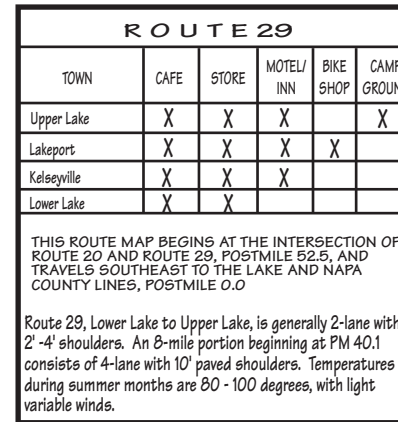 ROUTE 29
TOWN CAFE STORE MOTEL/ INN BIKE SHOP
Upper Lake X X X X
Lakeport X X X X
Kelseyville X X X
Lower Lake X X
THIS ROUTE MAP BEGINS AT THE INTERSECTION OF
ROUTE 20 AND ROUTE 29, POSTMILE 52.5, AND
TRAVELS SOUTHEAST TO THE LAKE AND NAPA
COUNTY LINES, POSTMILE 0.0
Route 29, Lower Lake to Upper Lake, is generally 2-lane with
2' -4' shoulders. An 8-mile portion beginning at PM 40.1
consists of 4-lane with 10' paved shoulders. Temperatures
during summer months are 80 - 100 degrees, with light
variable winds.